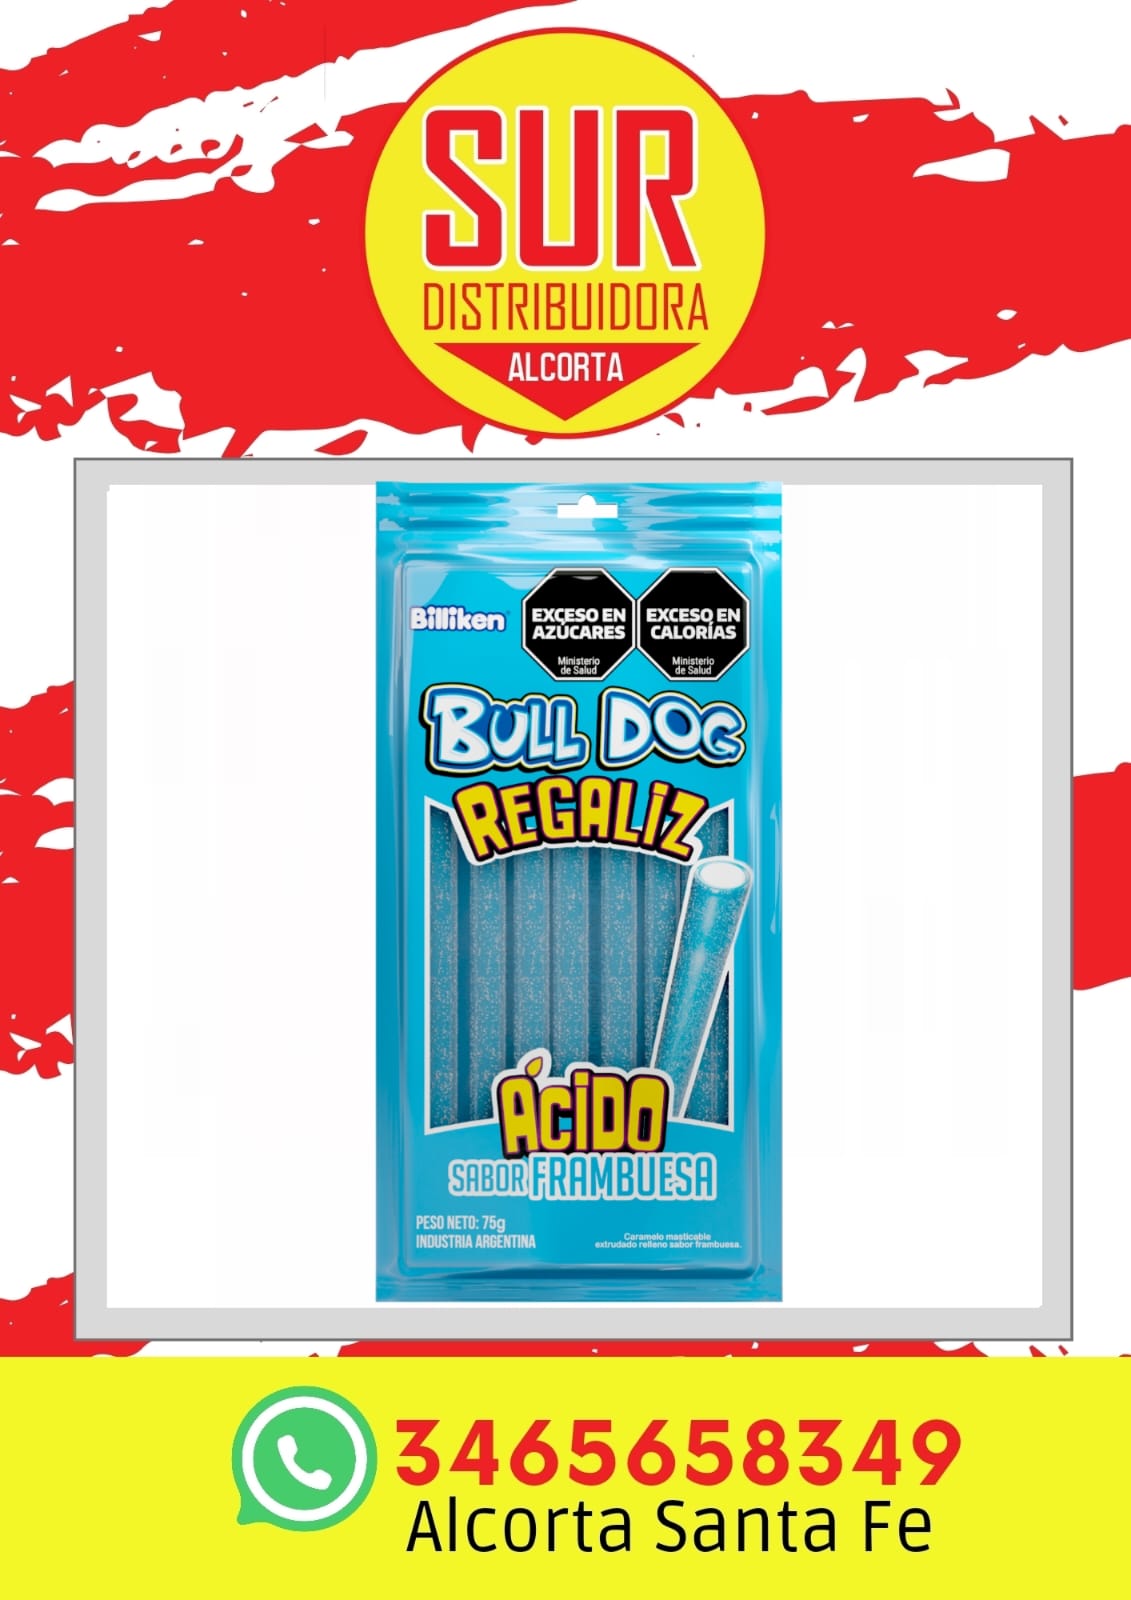 SUR
DISTRIBUIDORA
ALCORTA
Billiken
EXCESO EN
AZÚCARES
Ministerio
de Salud
EXCESO EN
CALORÍAS
Ministerio
de Salud
BULL DOG
REGALIZ
ÁCIDO
SABOR FRAMBUESA
PESO NETO: 75g
INDUSTRIA ARGENTINA
Caramelo masticable
extrudado relleno sabor frambuesa.
3465658349
Alcorta Santa Fe